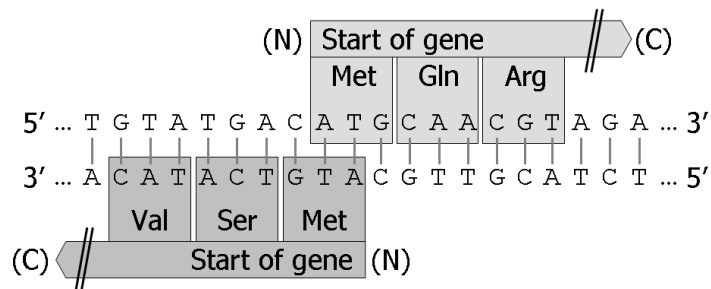 (N) Start of gene (C)
Met Gln Arg
5′ ... T G T A T G A C A T G C A A C G T A G A ... 3′
3′ ... A C A T A C T G T A C G T T G C A T C T ... 5′
Val Ser Met
(C) Start of gene (N)